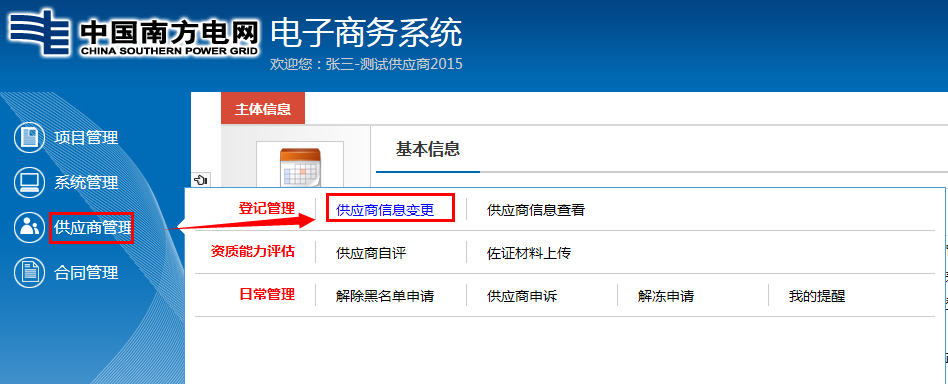 中国南方电网
CHINA SOUTHERN POWER GRID
电子商务系统
欢迎您：张三-测试供应商2015
主体信息
项目管理
基本信息
系统管理
登记管理 供应商信息变更 供应商信息查看
供应商管理
资质能力评估 供应商自评 佐证材料上传
合同管理
日常管理 解除黑名单申请 供应商申诉 解冻申请 我的提醒